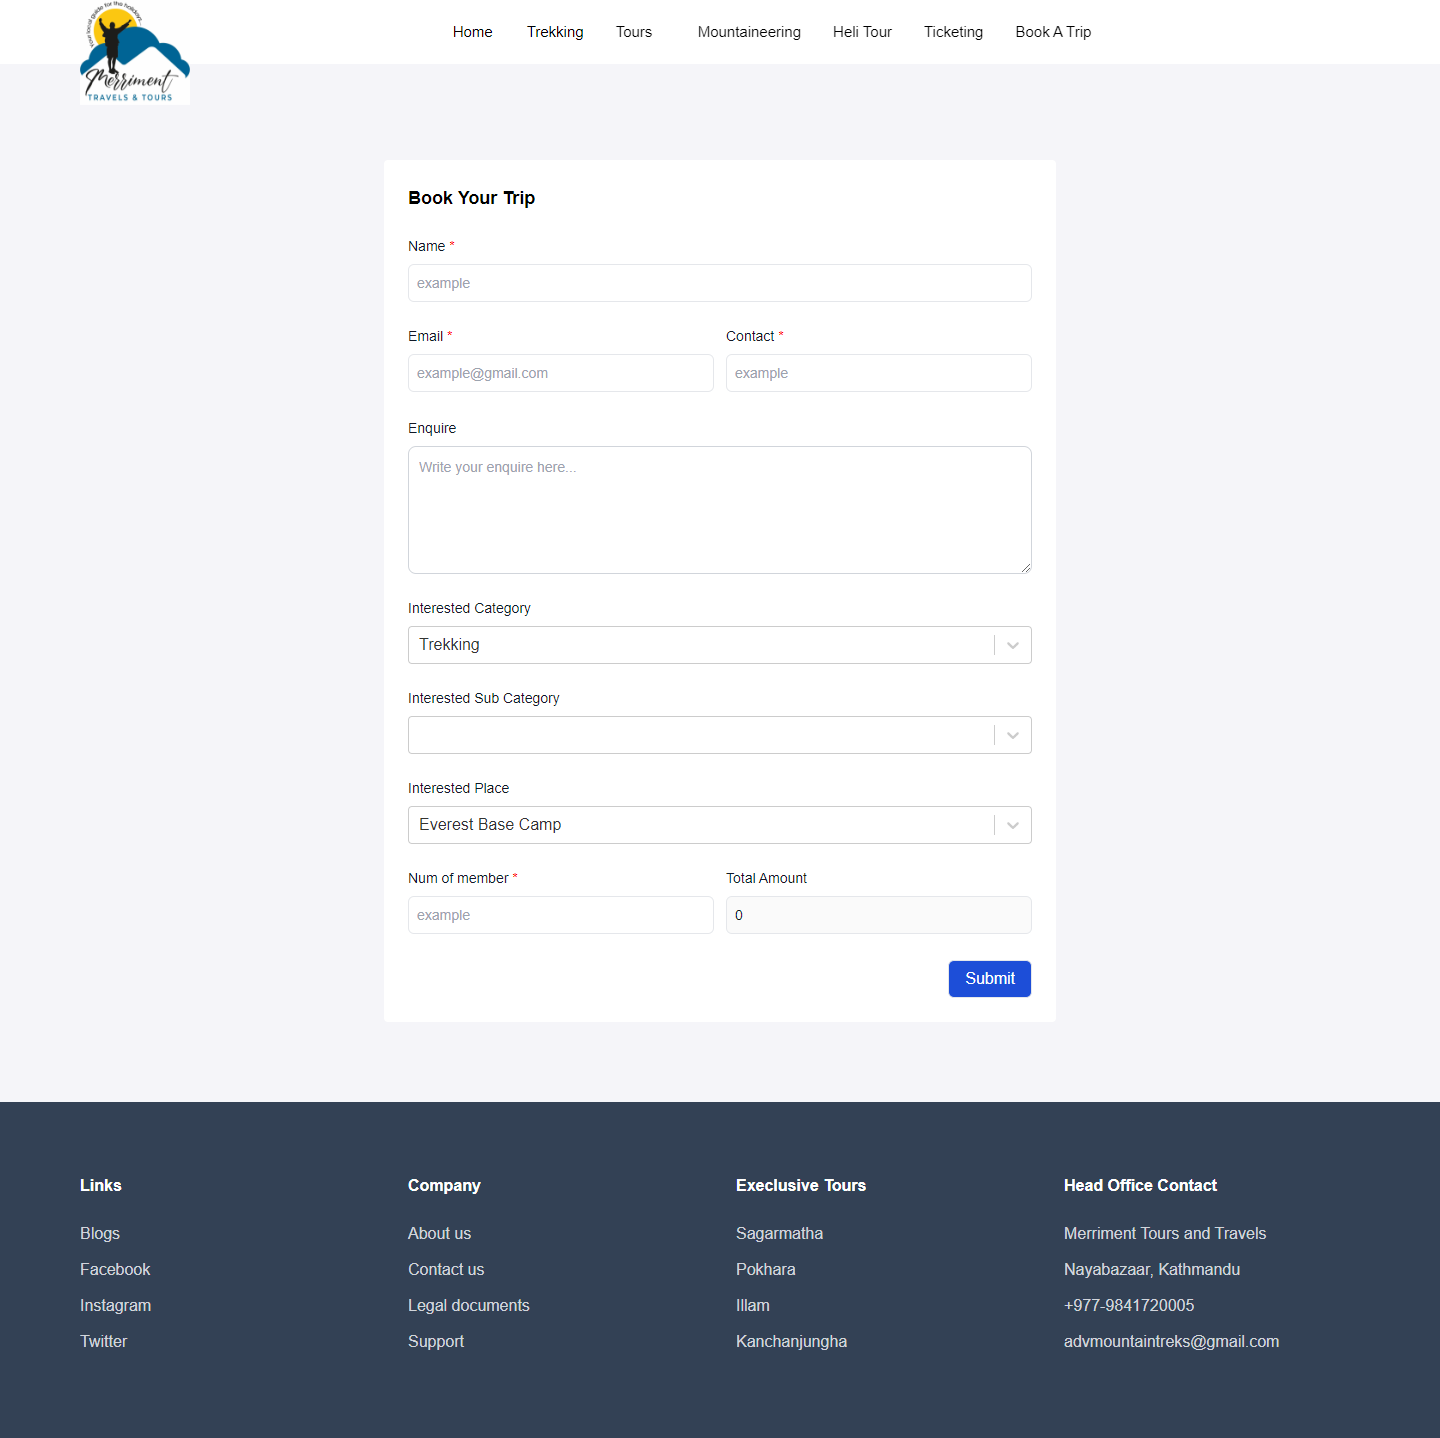 Your local guide for the holiday...
Merriment
TRAVELS & TOURS
Home Trekking Tours Mountaineering Heli Tour Ticketing Book A Trip
Book Your Trip
Name *
example
Email * Contact *
example@gmail.com example
Enquire
Write your enquire here...
Interested Category
Trekking
Interested Sub Category
Interested Place
Everest Base Camp
Num of member * Total Amount
example 0
Submit
Links Company Execlusive Tours Head Office Contact
Blogs About us Sagarmatha Merriment Tours and Travels
Facebook Contact us Pokhara Nayabazaar, Kathmandu
Instagram Legal documents Illam +977-9841720005
Twitter Support Kanchanjungha advmountaintreks@gmail.com